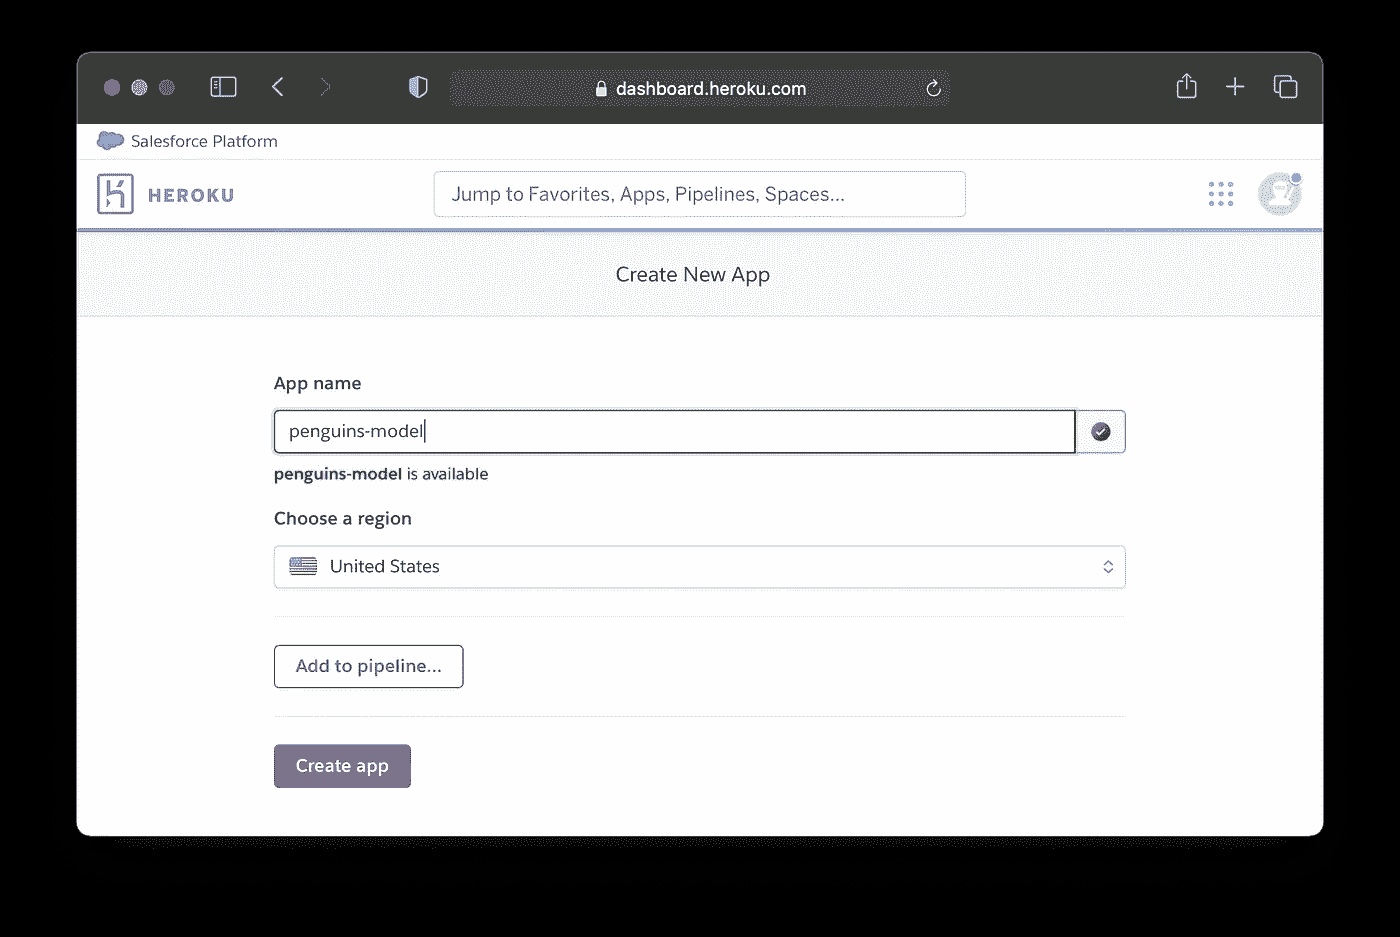 dashboard.heroku.com
Salesforce Platform
HEROKU
Jump to Favorites, Apps, Pipelines, Spaces...
Create New App
App name
penguins-model
penguins-model is available
Choose a region
United States
Add to pipeline...
Create app